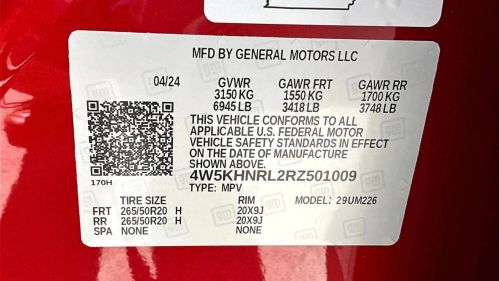 MFD BY GENERAL MOTORS LLC
04/24 GVWR GAWR FRT GAWR RR
3150 KG 1550 KG 1700 KG
6945 LB 3418 LB 3748 LB
THIS VEHICLE CONFORMS TO ALL
APPLICABLE U.S. FEDERAL MOTOR
VEHICLE SAFETY STANDARDS IN EFFECT
ON THE DATE OF MANUFACTURE
SHOWN ABOVE.
4W5KHNRL2RZ501009
170H TYPE: MPV
TIRE SIZE RIM MODEL: 29UM226
FRT 265/50R20 H 20X9J
RR 265/50R20 H 20X9J
SPA NONE NONE